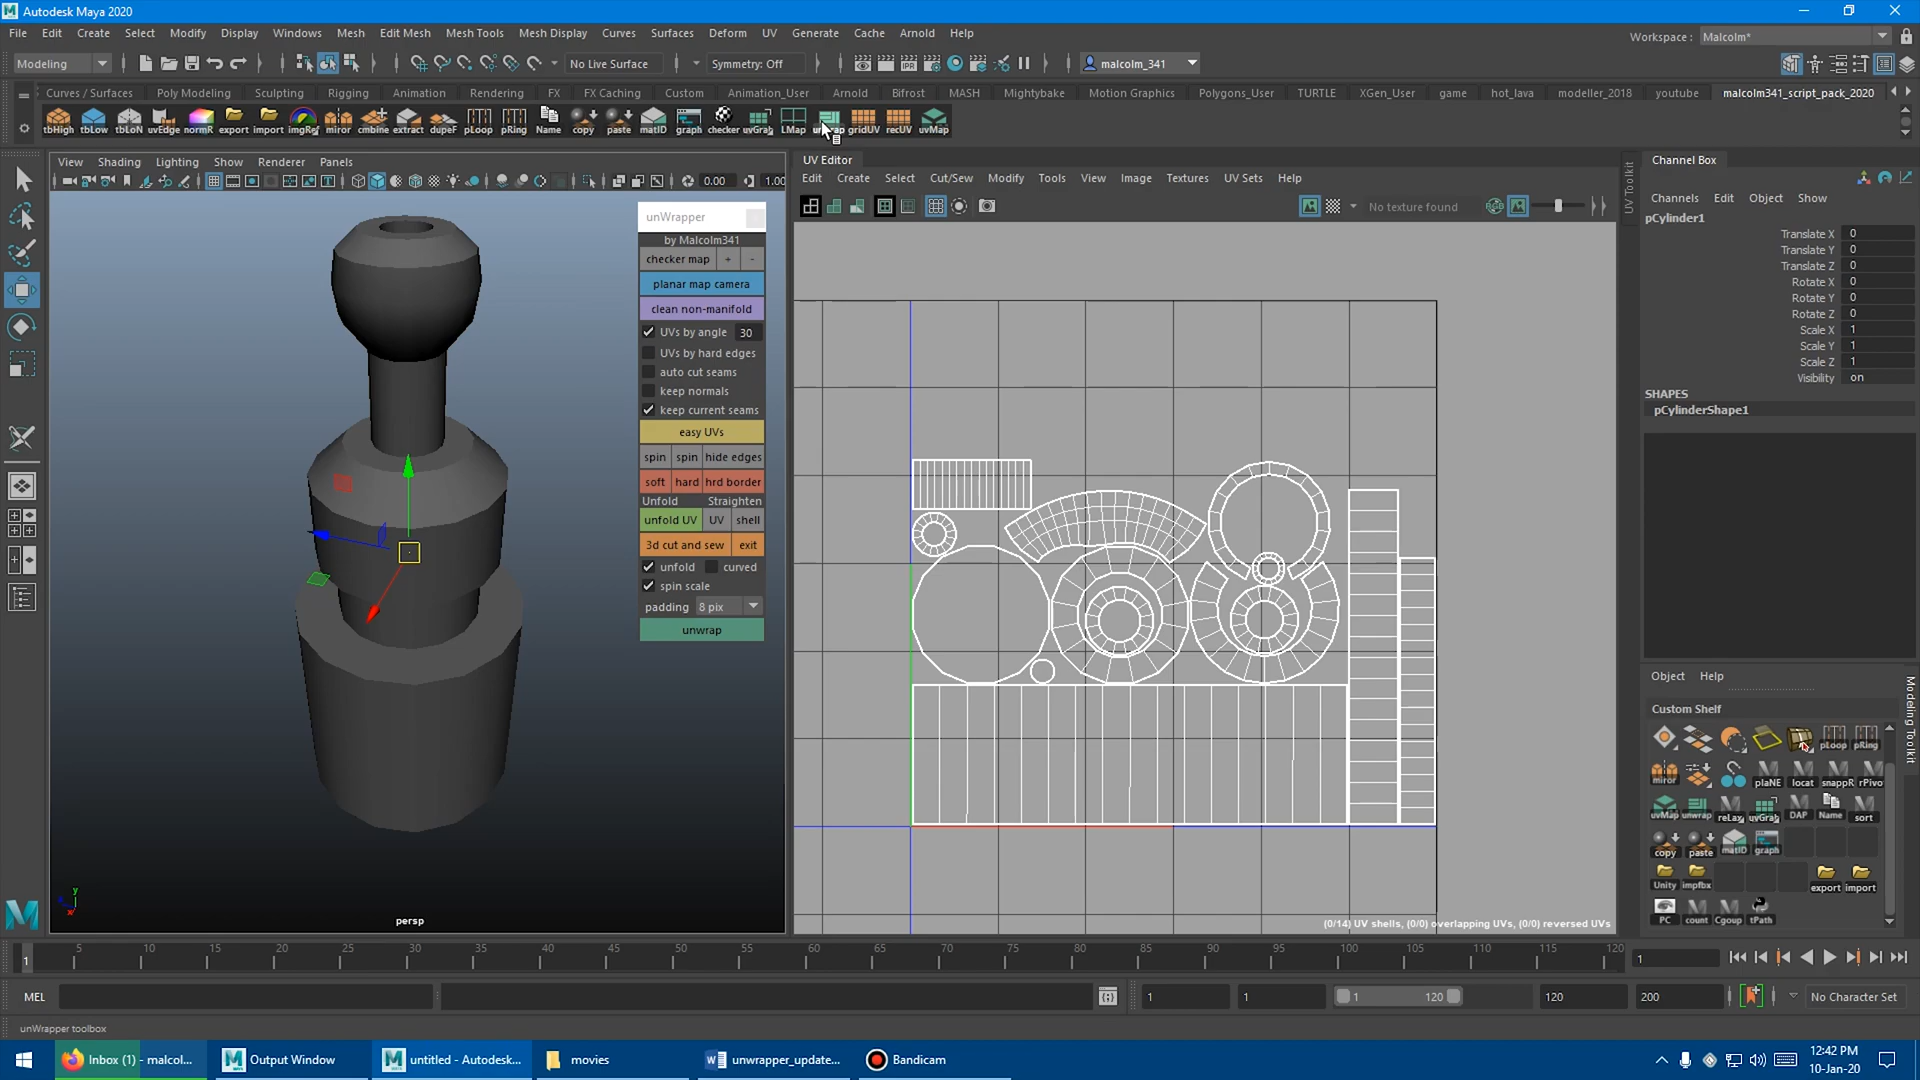 Autodesk Maya 2020
File Edit Create Select Modify Display Windows Mesh Edit Mesh Mesh Tools Mesh Display Curves Surfaces Deform UV Generate Cache Arnold Help
Workspace : Malcolm*
Modeling No Live Surface Symmetry: Off malcolm_341
Curves / Surfaces Poly Modeling Sculpting Rigging Animation Rendering FX FX Caching Custom Animation_User Arnold Bifrost MASH Mightybake Motion Graphics Polygons_User TURTLE XGen_User game hot_lava modeller_2018 youtube malcolm341_script_pack_2020
tbHigh tbLow tbLoN uvEdge normR export import imgRe mirror cmbine extract dupeF pLoop pRing Name copy paste matID graph checker uvGra LMap unwrap gridUV recUV uvMap
View Shading Lighting Show Renderer Panels
0.00 1.00
unWrapper
by Malcolm341
checker map + -
planar map camera
clean non-manifold
UVs by angle 30
UVs by hard edges
auto cut seams
keep normals
keep current seams
easy UVs
spin spin hide edges
soft hard hrd border
Unfold Straighten
unfold UV UV shell
3d cut and sew exit
unfold curved
spin scale
padding 8 pix
unwrap
persp
UV Editor
Edit Create Select Cut/Sew Modify Tools View Image Textures UV Sets Help
No texture found
(0/14) UV shells, (0/0) overlapping UVs, (0/0) reversed UVs
UV Toolkit
Channel Box
Channels Edit Object Show
pCylinder1
Translate X 0
Translate Y 0
Translate Z 0
Rotate X 0
Rotate Y 0
Rotate Z 0
Scale X 1
Scale Y 1
Scale Z 1
Visibility on
SHAPES
pCylinderShape1
Object Help
Custom Shelf
pLoop pRing
miror plaNE locat snappR rPivo
uvMap unwrap reLax uvGra DAP Name sort
copy paste matID graph
Unity impfbx export import
PC count Cgoup tPath
Modeling Toolkit
1 5 10 15 20 25 30 35 40 45 50 55 60 65 70 75 80 85 90 95 100 105 110 115 120 1
MEL 1 1 1 120 120 200 No Character Set
unWrapper toolbox
Inbox (1) - malcol... Output Window untitled - Autodesk... movies unwrapper_update... Bandicam
12:42 PM
10-Jan-20